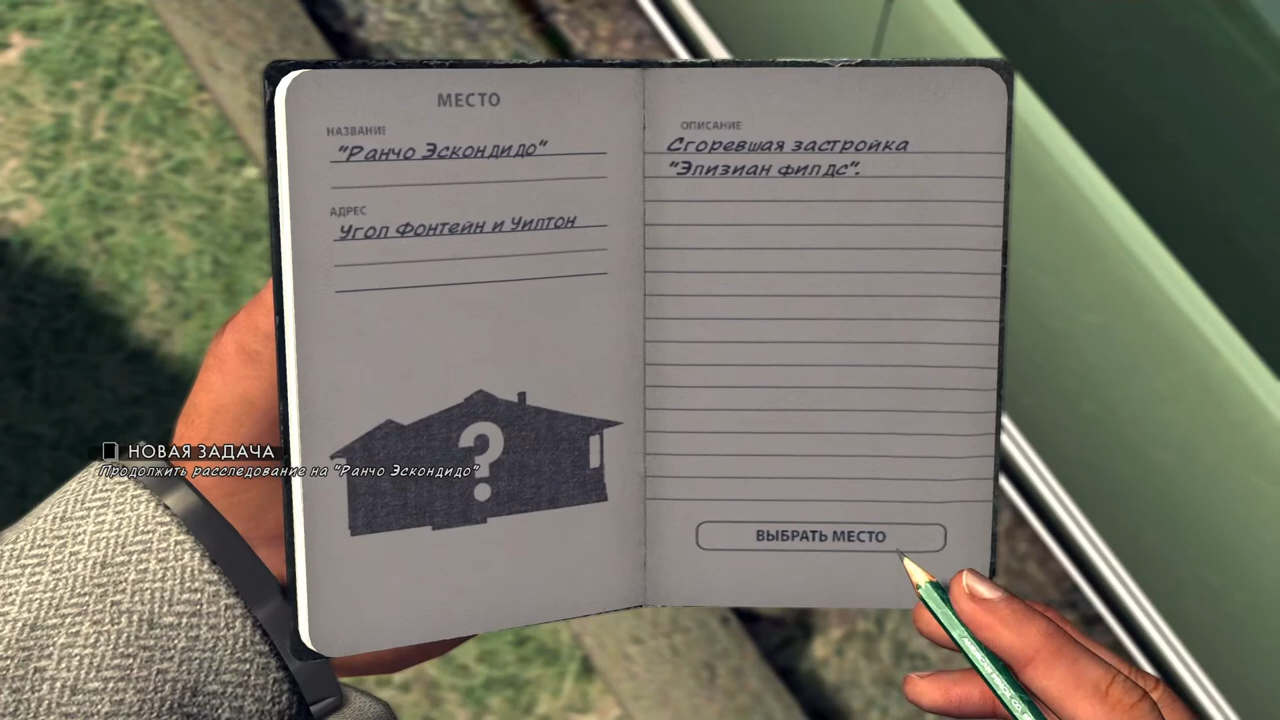 МЕСТО
НАЗВАНИЕ
"Ранчо Эскондидо"
АДРЕС
Угол Фонтейн и Уилтон
ОПИСАНИЕ
Сгоревшая застройка
"Элизиан филдс".
НОВАЯ ЗАДАЧА
Продолжить расследование на "Ранчо Эскондидо"
?
ВЫБРАТЬ МЕСТО